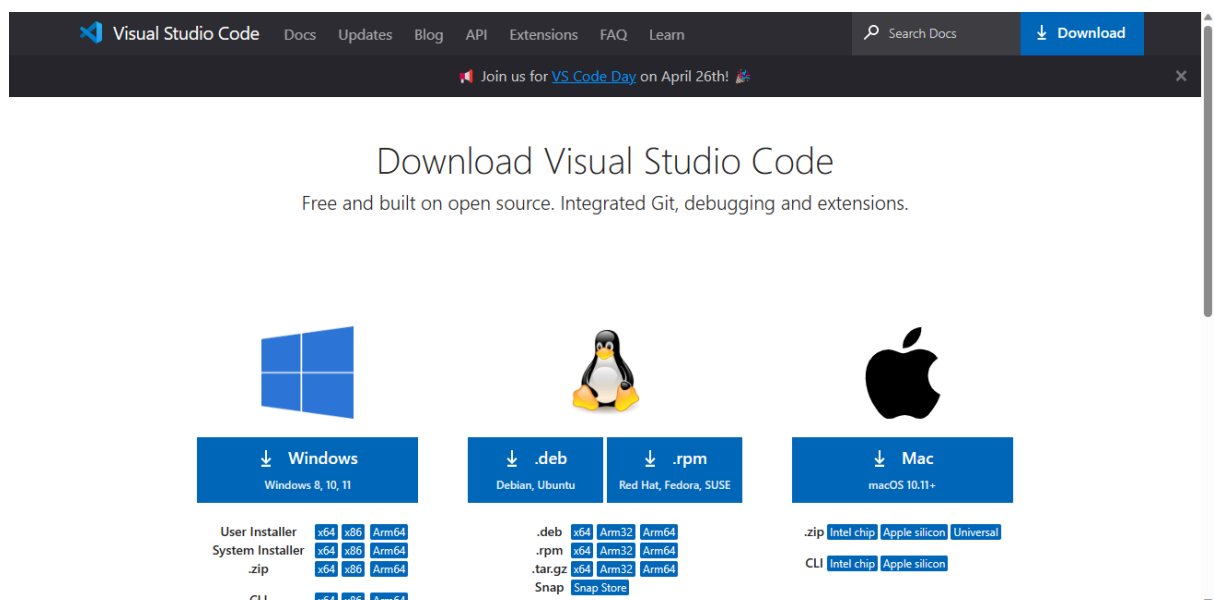 Visual Studio Code Docs Updates Blog API Extensions FAQ Learn Search Docs Download
Join us for VS Code Day on April 26th!
Download Visual Studio Code
Free and built on open source. Integrated Git, debugging and extensions.
Windows
Windows 8, 10, 11
User Installer x64 x86 Arm64
System Installer x64 x86 Arm64
.zip x64 x86 Arm64
CLI x64 x86 Arm64
.deb
Debian, Ubuntu
.rpm
Red Hat, Fedora, SUSE
.deb x64 Arm32 Arm64
.rpm x64 Arm32 Arm64
.tar.gz x64 Arm32 Arm64
Snap Snap Store
Mac
macOS 10.11+
.zip Intel chip Apple silicon Universal
CLI Intel chip Apple silicon